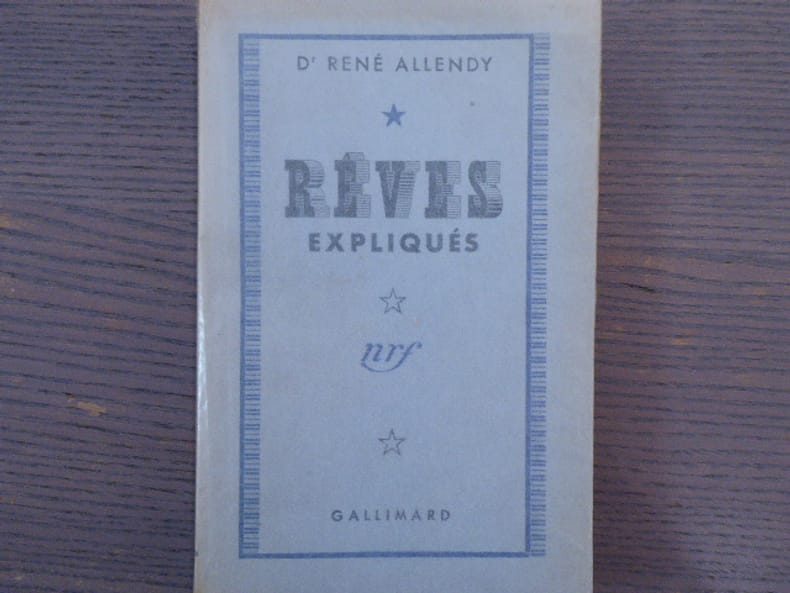 Dr RENÉ ALLENDY
RÊVES
EXPLIQUÉS
nrf
GALLIMARD